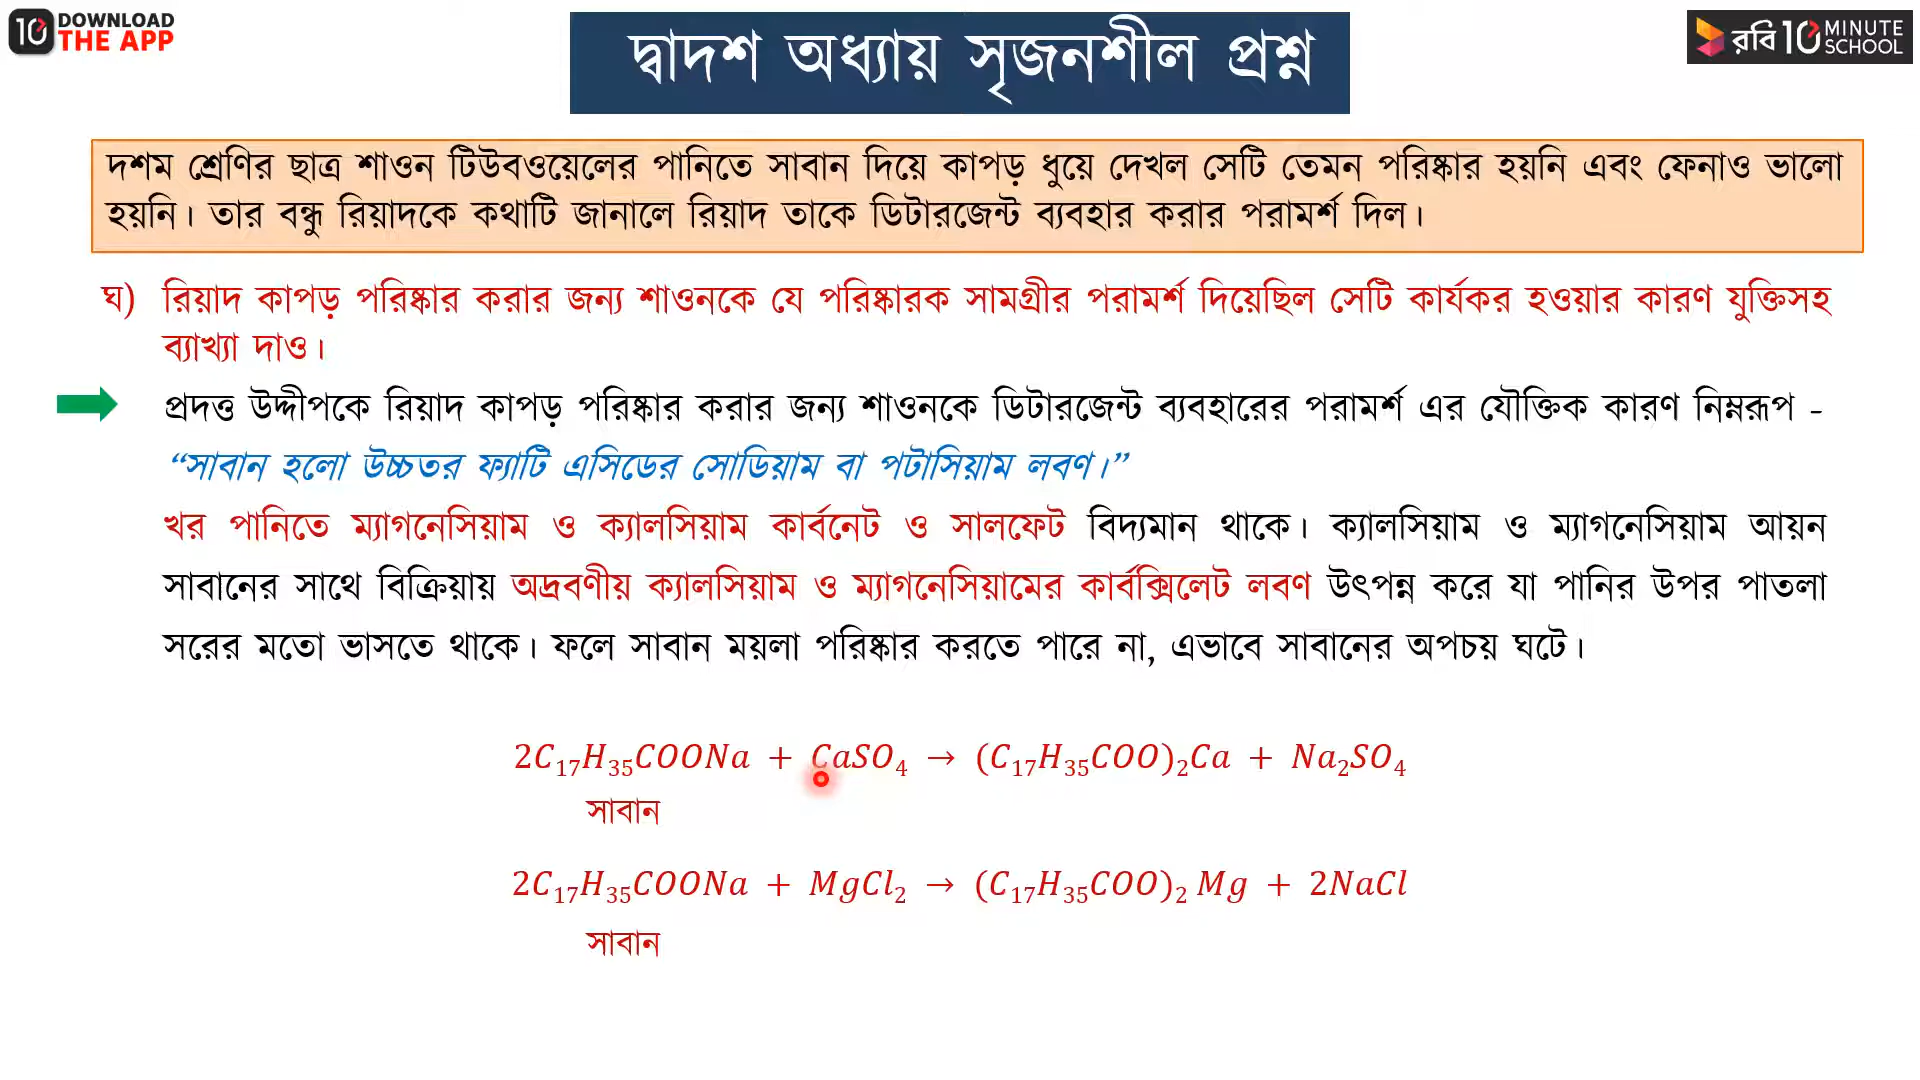 DOWNLOAD
THE APP
দ্বাদশ অধ্যায় সৃজনশীল প্রশ্ন
রবি 10 MINUTE SCHOOL
দশম শ্রেণির ছাত্র শাওন টিউবওয়েলের পানিতে সাবান দিয়ে কাপড় ধুয়ে দেখল সেটি তেমন পরিষ্কার হয়নি এবং ফেনাও ভালো
হয়নি। তার বন্ধু রিয়াদকে কথাটি জানালে রিয়াদ তাকে ডিটারজেন্ট ব্যবহার করার পরামর্শ দিল।
ঘ) রিয়াদ কাপড় পরিষ্কার করার জন্য শাওনকে যে পরিষ্কারক সামগ্রীর পরামর্শ দিয়েছিল সেটি কার্যকর হওয়ার কারণ যুক্তিসহ
ব্যাখ্যা দাও।
প্রদত্ত উদ্দীপকে রিয়াদ কাপড় পরিষ্কার করার জন্য শাওনকে ডিটারজেন্ট ব্যবহারের পরামর্শ এর যৌক্তিক কারণ নিম্নরূপ -
“সাবান হলো উচ্চতর ফ্যাটি এসিডের সোডিয়াম বা পটাসিয়াম লবণ।”
খর পানিতে ম্যাগনেসিয়াম ও ক্যালসিয়াম কার্বনেট ও সালফেট বিদ্যমান থাকে। ক্যালসিয়াম ও ম্যাগনেসিয়াম আয়ন
সাবানের সাথে বিক্রিয়ায় অদ্রবণীয় ক্যালসিয়াম ও ম্যাগনেসিয়ামের কার্বক্সিলেট লবণ উৎপন্ন করে যা পানির উপর পাতলা
সরের মতো ভাসতে থাকে। ফলে সাবান ময়লা পরিষ্কার করতে পারে না, এভাবে সাবানের অপচয় ঘটে।
2C₁₇H₃₅COONa + CaSO₄ → (C₁₇H₃₅COO)₂Ca + Na₂SO₄
সাবান
2C₁₇H₃₅COONa + MgCl₂ → (C₁₇H₃₅COO)₂ Mg + 2NaCl
সাবান